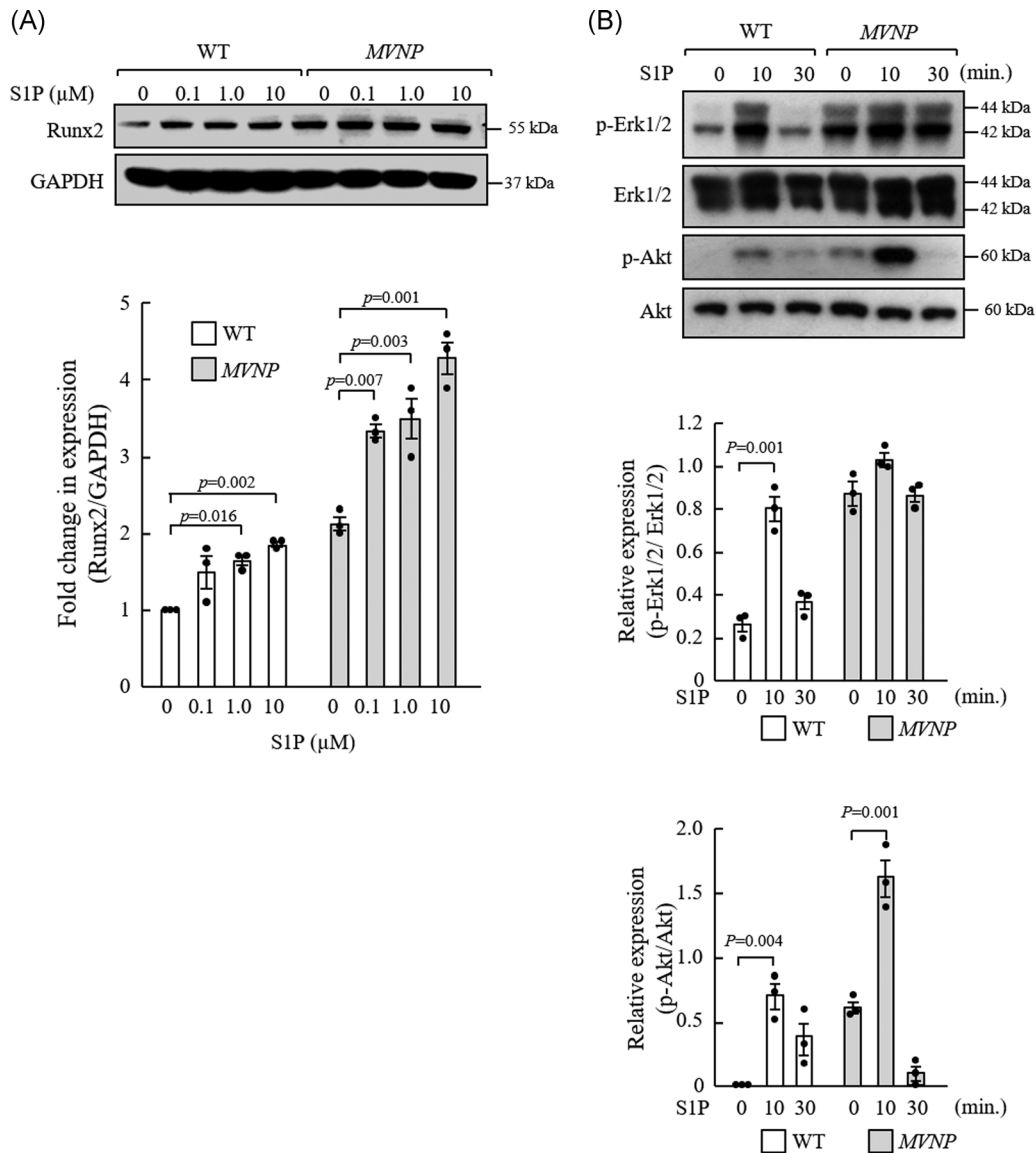 (A)
WT MVNP
S1P (µM) 0 0.1 1.0 10 0 0.1 1.0 10
Runx2 55 kDa
GAPDH 37 kDa
Fold change in expression
(Runx2/GAPDH)
5
4
3
2
1
0
WT
MVNP
p=0.001
p=0.003
p=0.007
p=0.002
p=0.016
0 0.1 1.0 10 0 0.1 1.0 10
S1P (µM)
(B)
WT MVNP
S1P 0 10 30 0 10 30 (min.)
p-Erk1/2 44 kDa
42 kDa
Erk1/2 44 kDa
42 kDa
p-Akt 60 kDa
Akt 60 kDa
Relative expression
(p-Erk1/2/ Erk1/2)
1.2
1.0
0.8
0.6
0.4
0.2
0
P=0.001
S1P 0 10 30 0 10 30 (min.)
WT MVNP
Relative expression
(p-Akt/Akt)
2.0
1.5
1.0
0.5
0
P=0.001
P=0.004
S1P 0 10 30 0 10 30 (min.)
WT MVNP